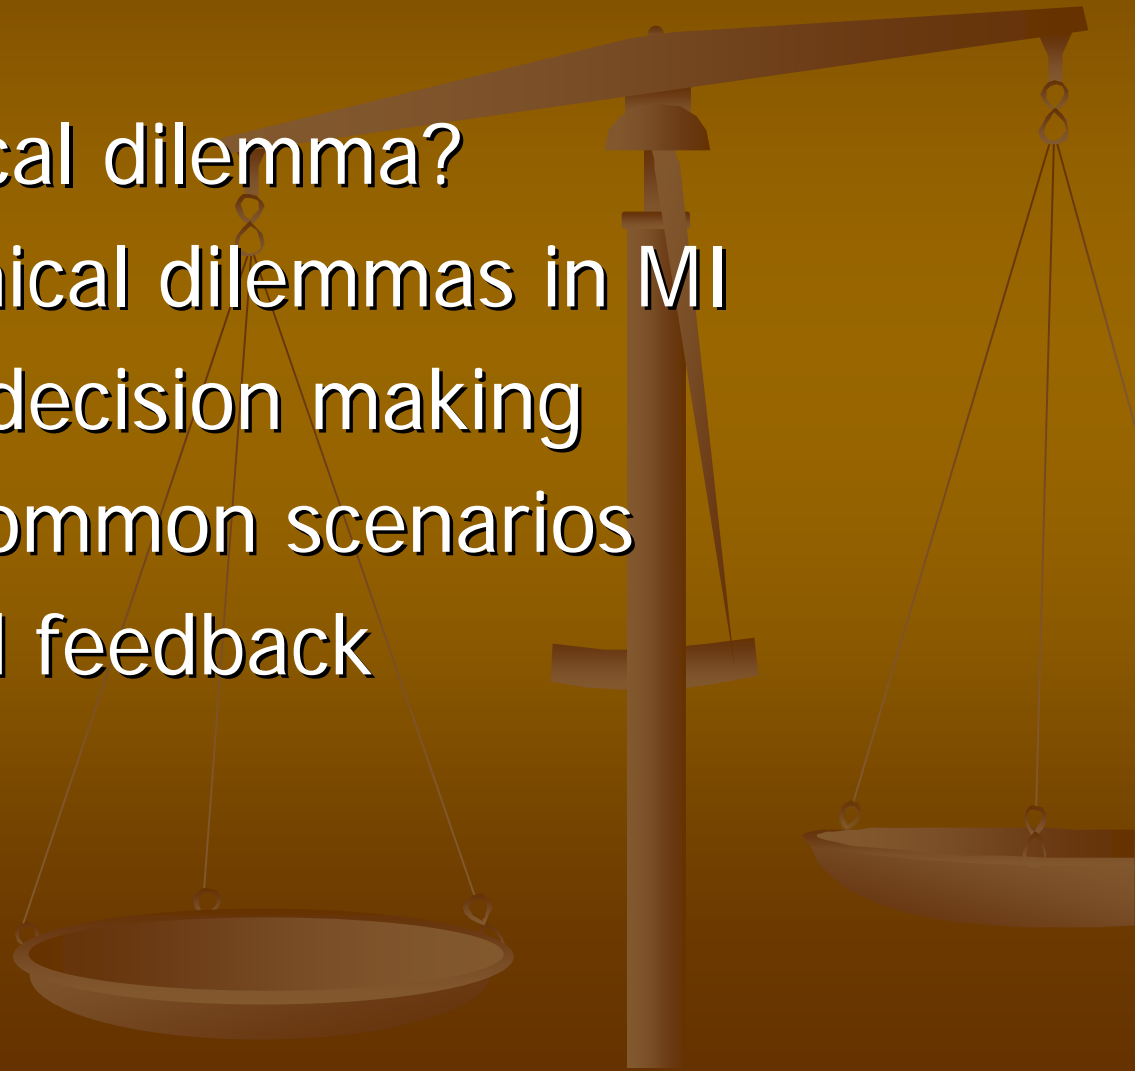 cal dilemma?
ical dilemmas in MI
decision making
ommon scenarios
feedback